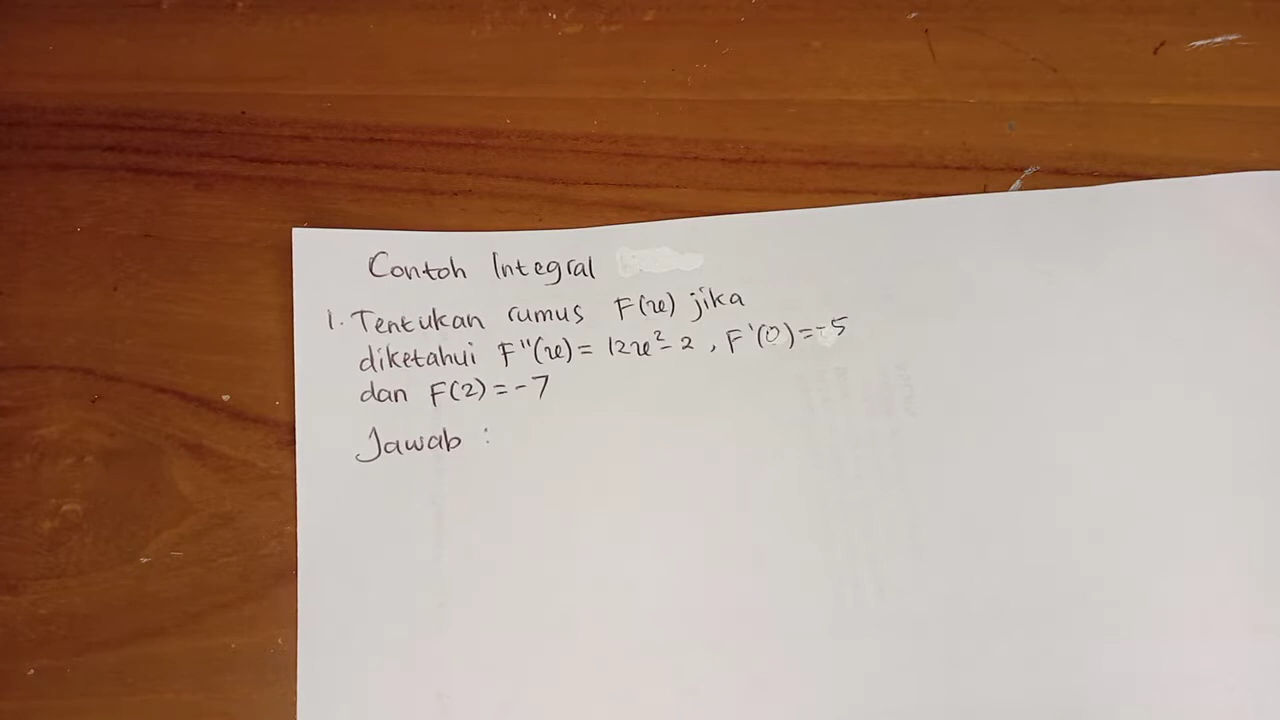 Contoh Integral
1. Tentukan rumus F(x) jika
diketahui F"(x) = 12x² - 2, F'(0) = -5
dan F(2) = -7
Jawab :